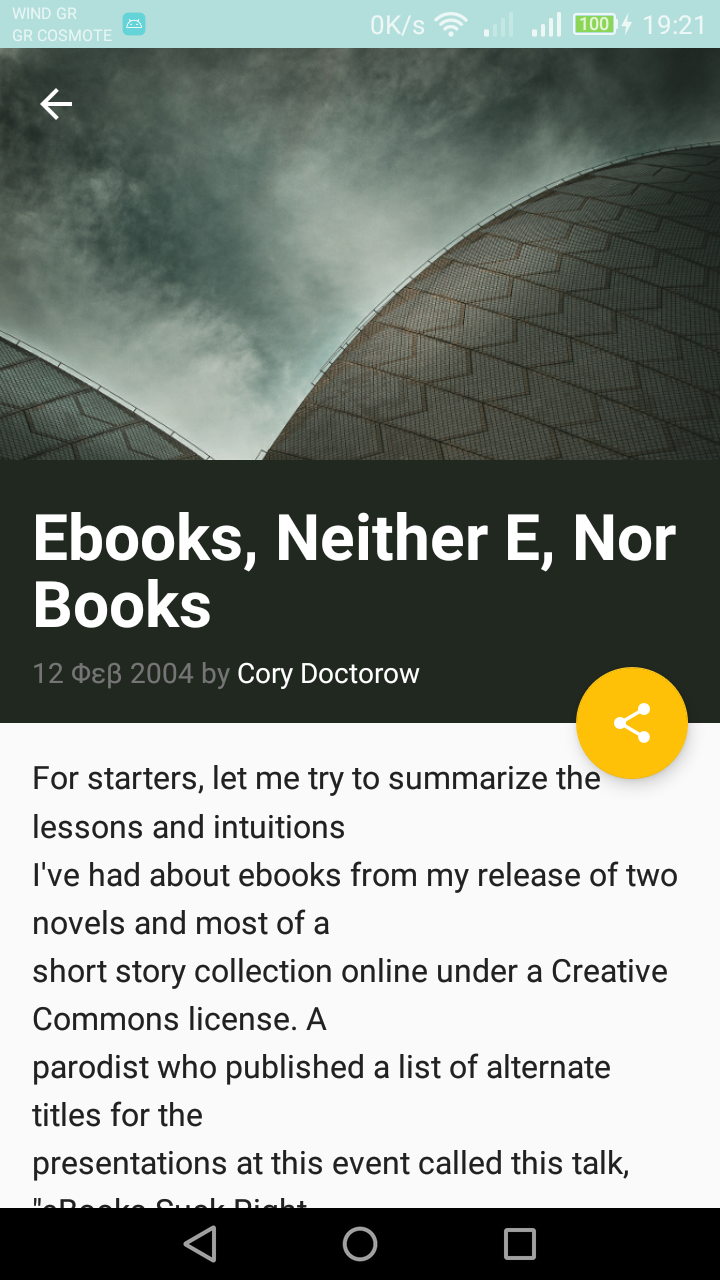 WIND GR
GR COSMOTE
0K/s
100
19:21
Ebooks, Neither E, Nor
Books
12 Φεβ 2004 by Cory Doctorow
For starters, let me try to summarize the
lessons and intuitions
I've had about ebooks from my release of two
novels and most of a
short story collection online under a Creative
Commons license. A
parodist who published a list of alternate
titles for the
presentations at this event called this talk,
"eBooks Suck Right